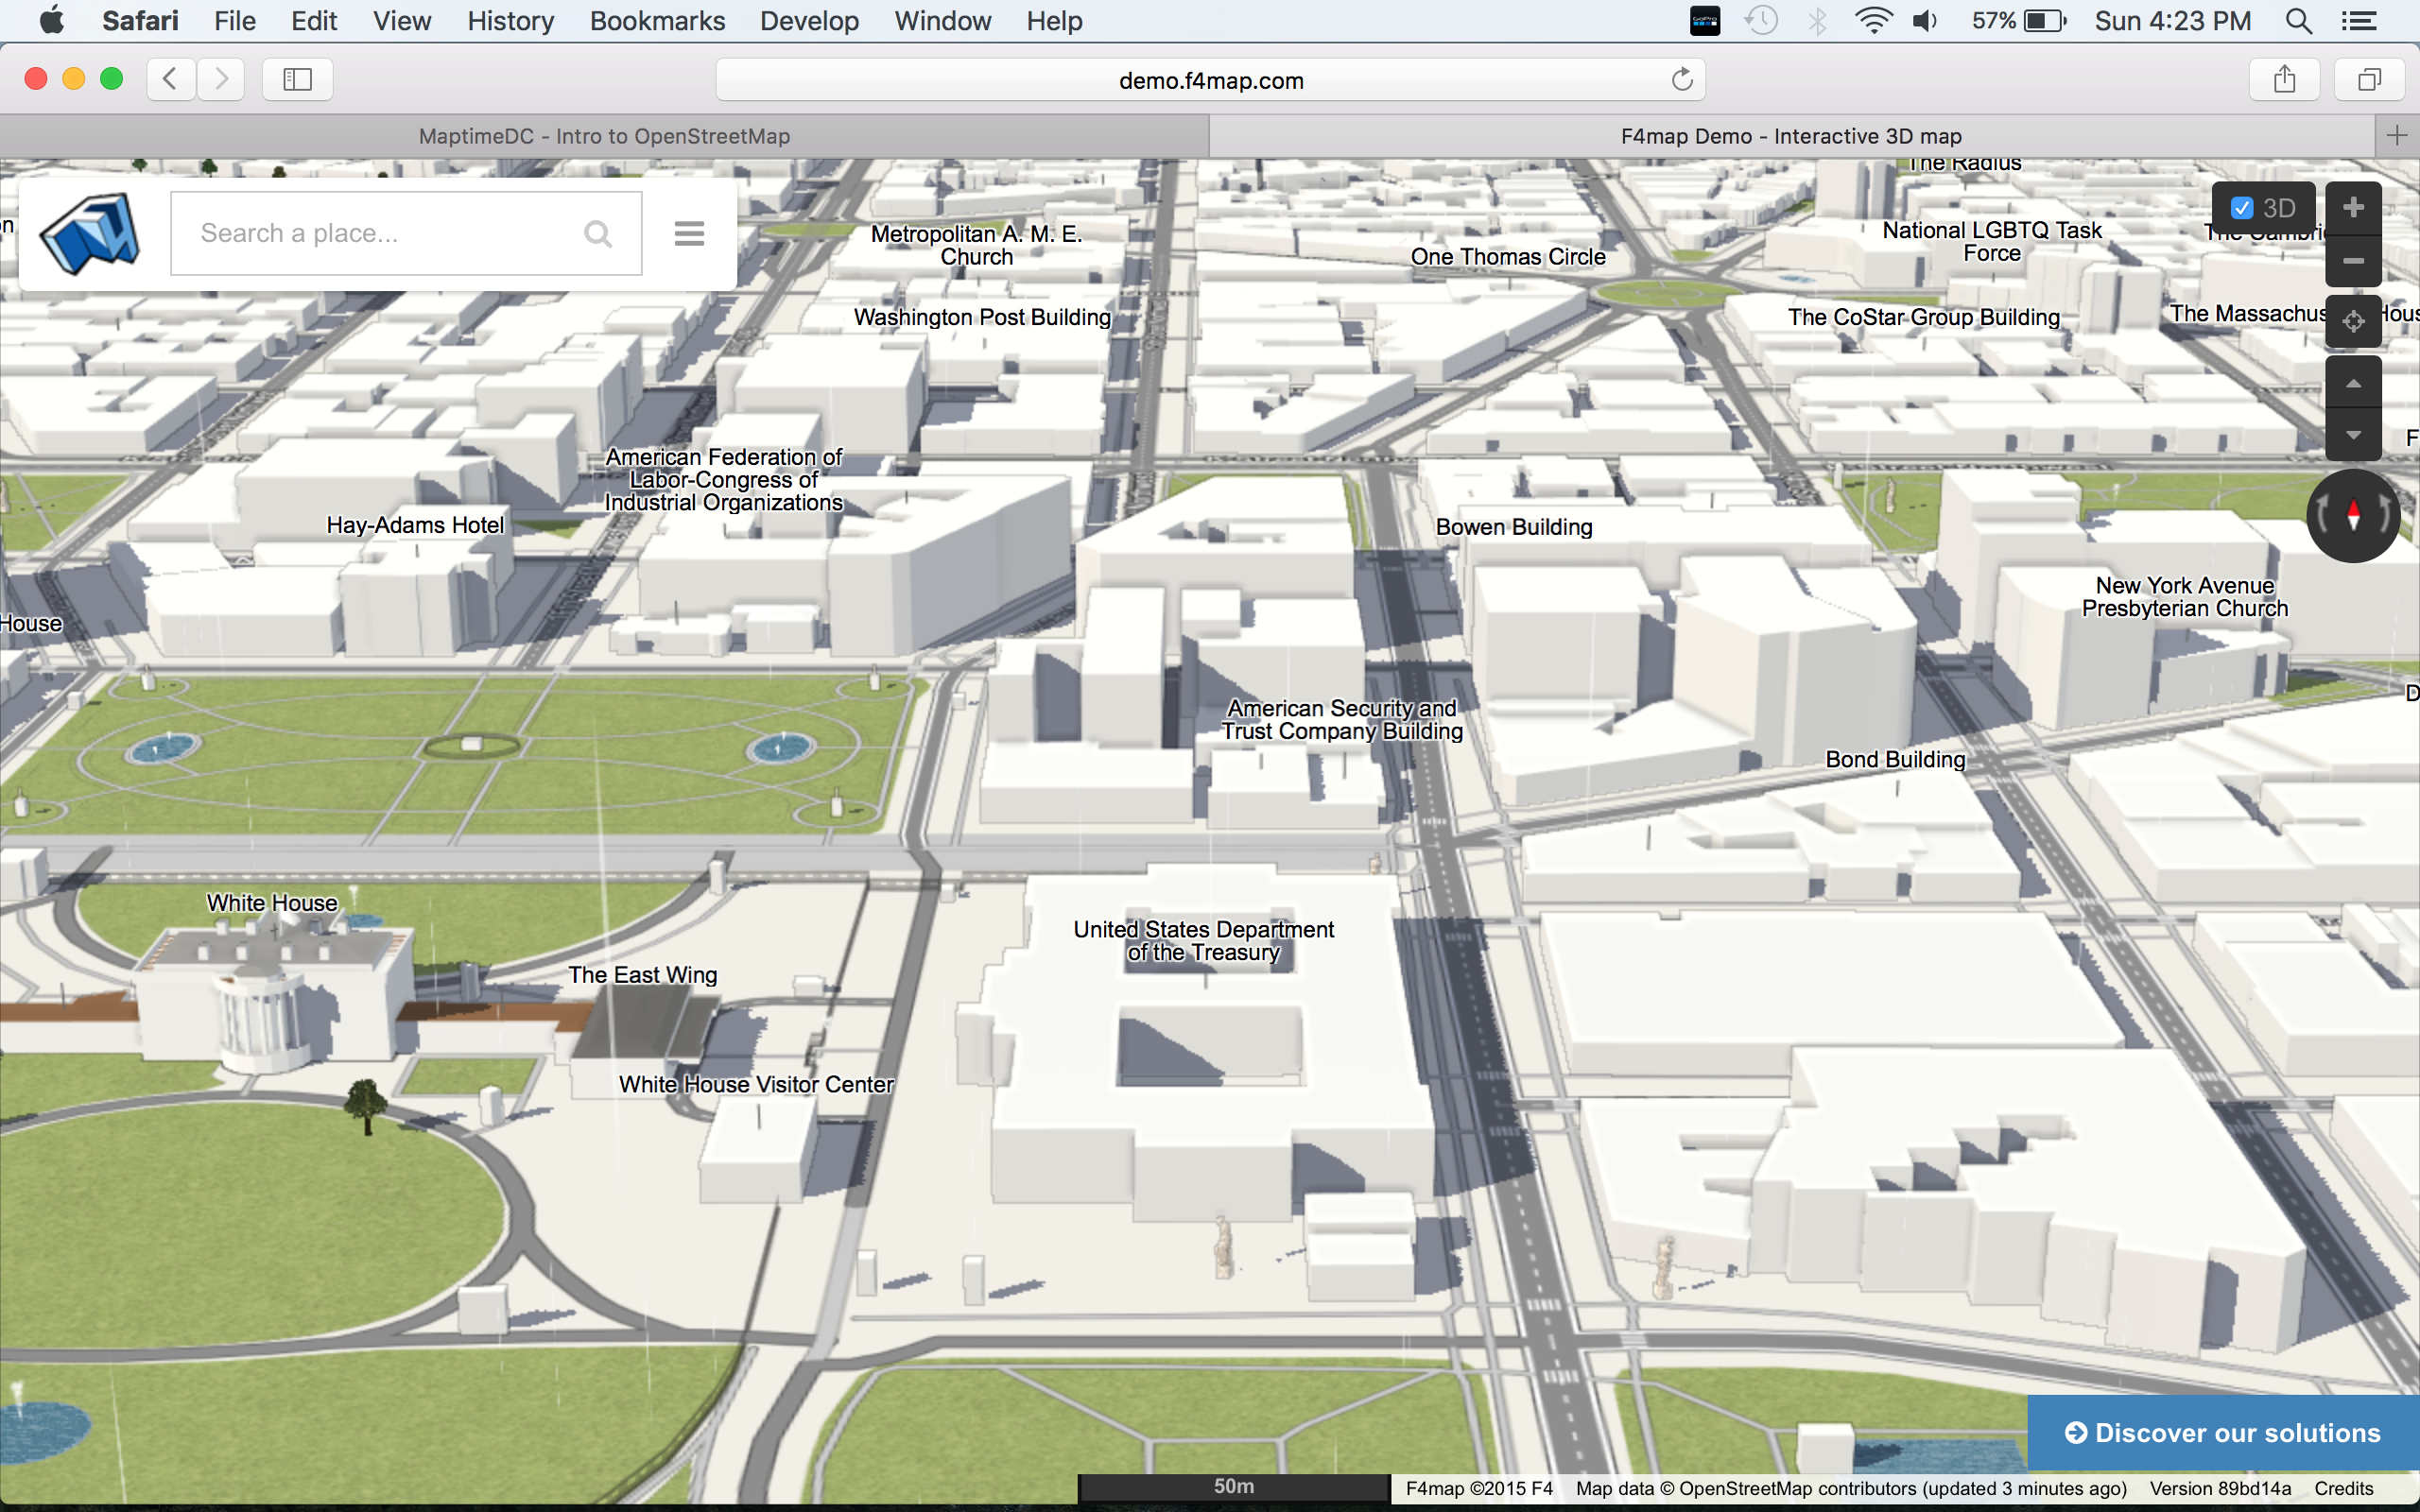 Safari File Edit View History Bookmarks Develop Window Help
GoPro
57% Sun 4:23 PM
demo.f4map.com
MaptimeDC - Intro to OpenStreetMap
F4map Demo - Interactive 3D map
Search a place...
3D
The Radius
Metropolitan A. M. E.
Church
One Thomas Circle
National LGBTQ Task
Force
Washington Post Building
The CoStar Group Building
American Federation of
Labor-Congress of
Industrial Organizations
Hay-Adams Hotel
Bowen Building
New York Avenue
Presbyterian Church
House
American Security and
Trust Company Building
Bond Building
White House
United States Department
of the Treasury
The East Wing
White House Visitor Center
Discover our solutions
50m
F4map ©2015 F4 Map data © OpenStreetMap contributors (updated 3 minutes ago) Version 89bd14a Credits